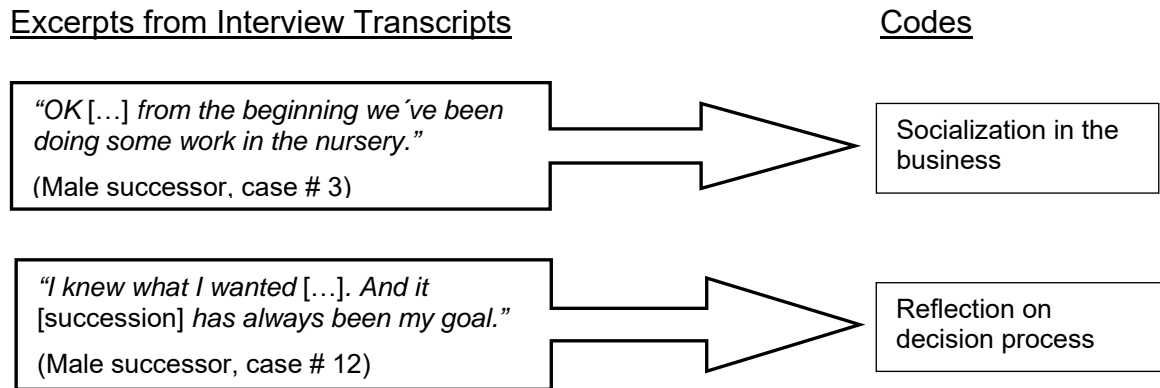 Excerpts from Interview Transcripts
Codes
“OK […] from the beginning we´ve been
doing some work in the nursery.”
(Male successor, case # 3)
Socialization in the
business
“I knew what I wanted […]. And it
[succession] has always been my goal.”
(Male successor, case # 12)
Reflection on
decision process